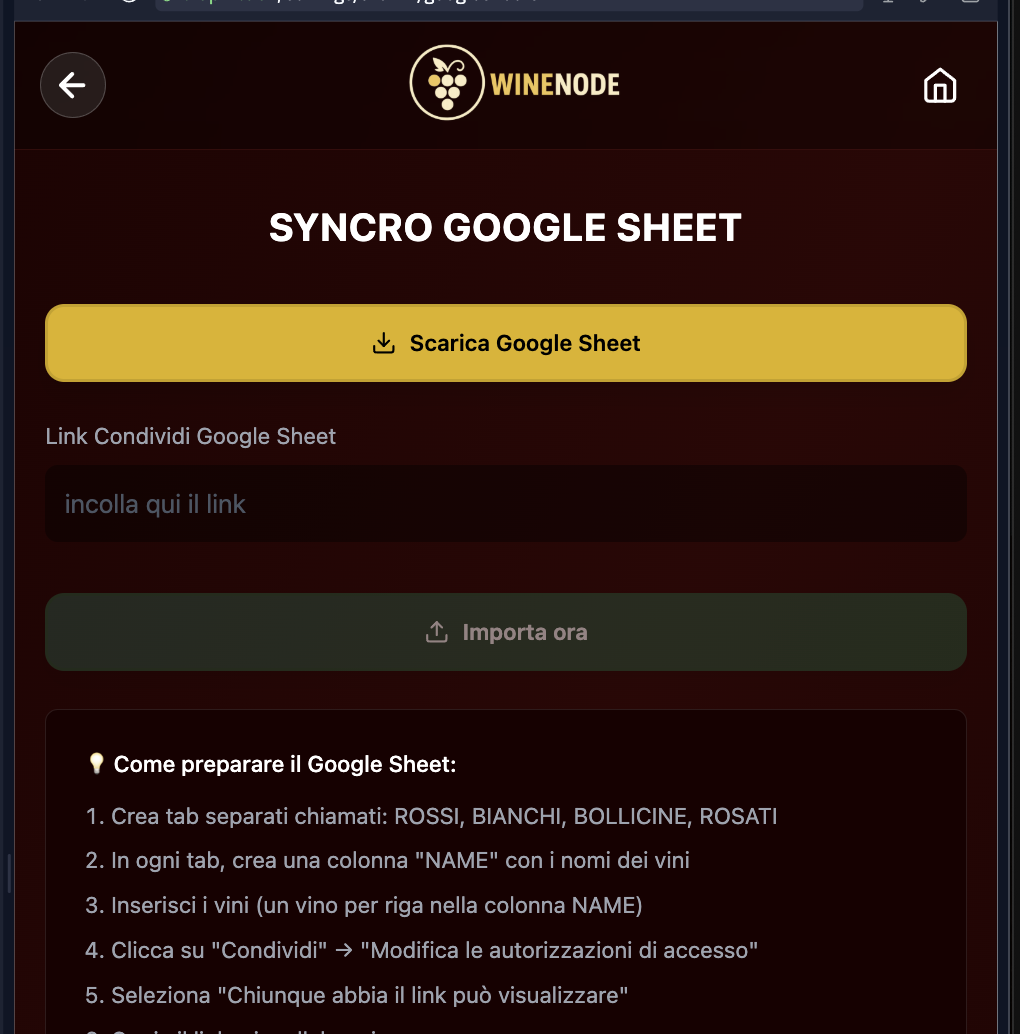 WINENODE
SYNCRO GOOGLE SHEET
Scarica Google Sheet
Link Condividi Google Sheet
incolla qui il link
Importa ora
Come preparare il Google Sheet:
1. Crea tab separati chiamati: ROSSI, BIANCHI, BOLLICINE, ROSATI
2. In ogni tab, crea una colonna "NAME" con i nomi dei vini
3. Inserisci i vini (un vino per riga nella colonna NAME)
4. Clicca su "Condividi" → "Modifica le autorizzazioni di accesso"
5. Seleziona "Chiunque abbia il link può visualizzare"